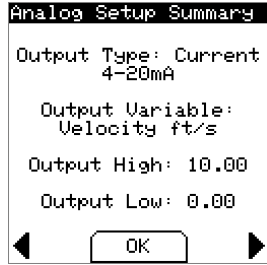 Analog Setup Summary
Output Type: Current
4-20mA
Output Variable:
Velocity ft/s
Output High: 10.00
Output Low: 0.00
OK